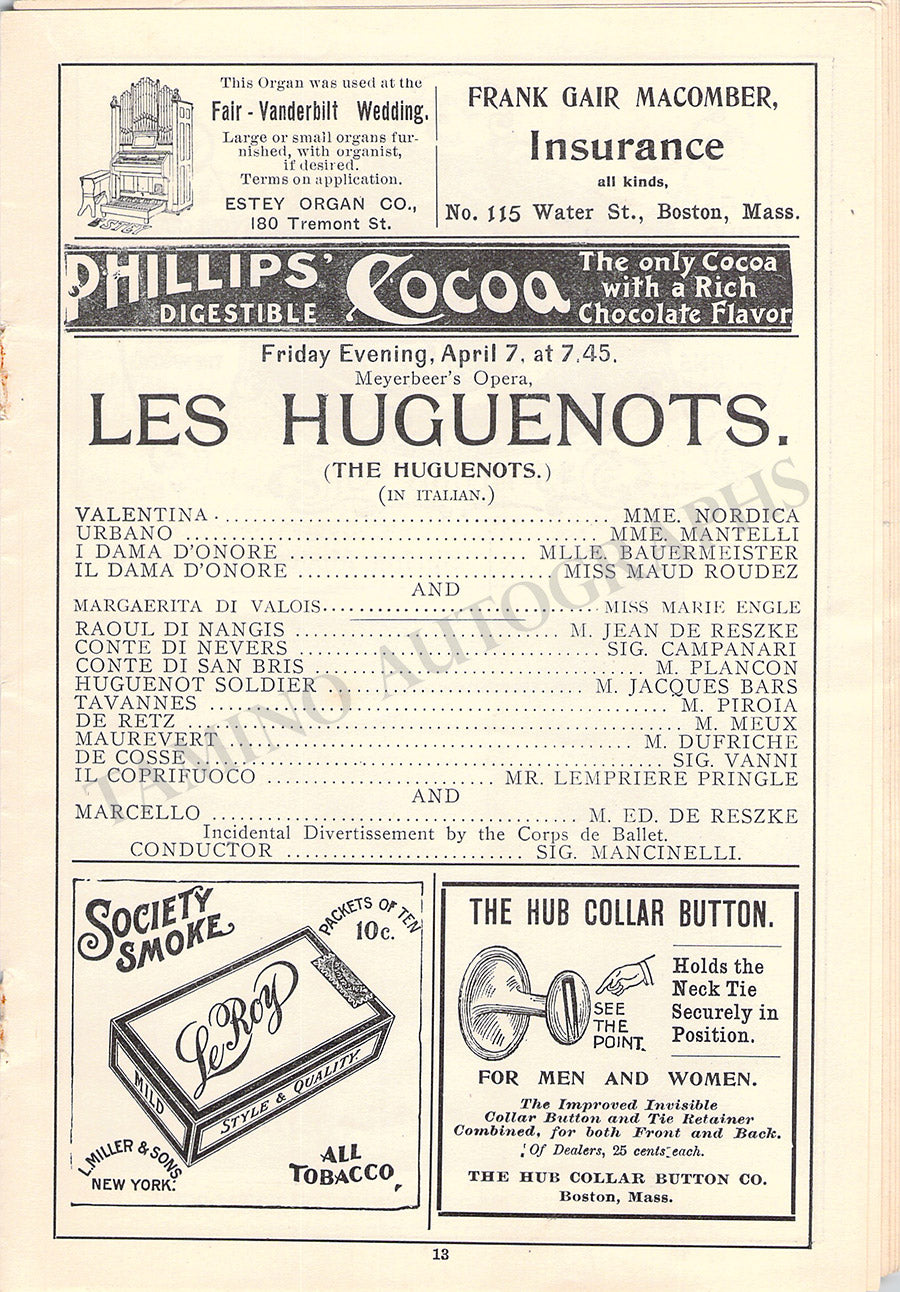 This Organ was used at the
Fair - Vanderbilt Wedding.
Large or small organs fur-
nished, with organist,
if desired.
Terms on application.
ESTEY ORGAN CO.,
180 Tremont St.
ESTEY
FRANK GAIR MACOMBER,
Insurance
all kinds,
No. 115 Water St., Boston, Mass.
PHILLIPS' DIGESTIBLE Cocoa
The only Cocoa
with a Rich
Chocolate Flavor
Friday Evening, April 7, at 7.45.
Meyerbeer's Opera,
LES HUGUENOTS.
(THE HUGUENOTS.)
(IN ITALIAN.)
VALENTINA ........ MME. NORDICA
URBANO ........ MME. MANTELLI
I DAMA D'ONORE ........ MLLE. BAUERMEISTER
IL DAMA D'ONORE ........ MISS MAUD ROUDEZ
AND
MARGAERITA DI VALOIS ........ MISS MARIE ENGLE
RAOUL DI NANGIS ........ M. JEAN DE RESZKE
CONTE DI NEVERS ........ SIG. CAMPANARI
CONTE DI SAN BRIS ........ M. PLANCON
HUGUENOT SOLDIER ........ M. JACQUES BARS
TAVANNES ........ M. PIROIA
DE RETZ ........ M. MEUX
MAUREVERT ........ M. DUFRICHE
DE COSSE ........ SIG. VANNI
IL COPRIFUOCO ........ MR. LEMPRIERE PRINGLE
AND
MARCELLO ........ M. ED. DE RESZKE
Incidental Divertissement by the Corps de Ballet.
CONDUCTOR ........ SIG. MANCINELLI.
TAMINO AUTOGRAPHS
SOCIETY
SMOKE
PACKETS OF TEN
10c.
Le Roy
MILD
STYLE & QUALITY.
L. MILLER & SONS
NEW YORK.
ALL
TOBACCO,
THE HUB COLLAR BUTTON.
SEE
THE
POINT.
Holds the
Neck Tie
Securely in
Position.
FOR MEN AND WOMEN.
The Improved Invisible
Collar Button and Tie Retainer
Combined, for both Front and Back.
Of Dealers, 25 cents each.
THE HUB COLLAR BUTTON CO.
Boston, Mass.
13